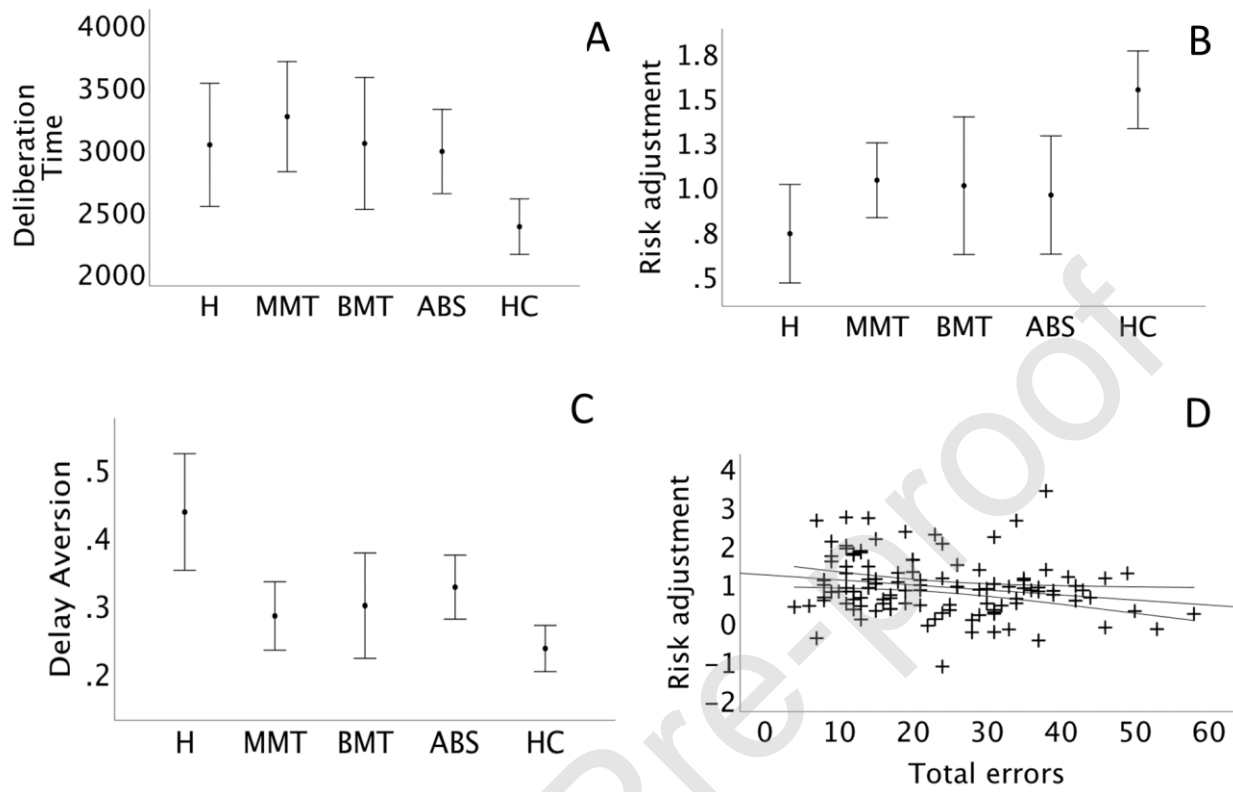 A
4000
3500
3000
2500
2000
Deliberation
Time
H MMT BMT ABS HC
B
1.8
1.5
1.3
1.0
.8
.5
Risk adjustment
H MMT BMT ABS HC
C
.5
.4
.3
.2
Delay Aversion
H MMT BMT ABS HC
D
4
3
2
1
0
−1
−2
Risk adjustment
0 10 20 30 40 50 60
Total errors
Pre-proof